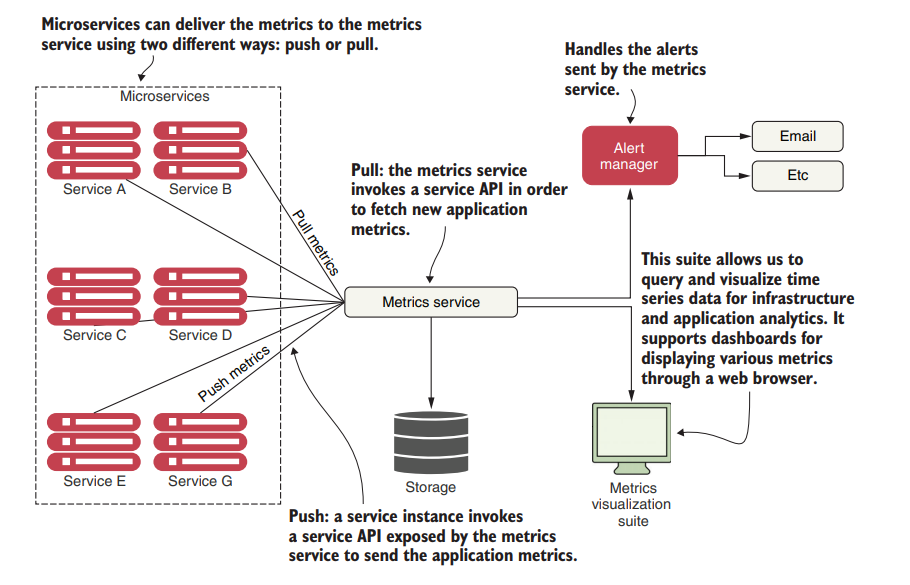 Microservices can deliver the metrics to the metrics
service using two different ways: push or pull.
Handles the alerts
sent by the metrics
service.
Microservices
Service A
Service B
Alert
manager
Email
Etc
Pull: the metrics service
invokes a service API in order
to fetch new application
metrics.
Pull metrics
This suite allows us to
query and visualize time
series data for infrastructure
and application analytics. It
supports dashboards for
displaying various metrics
through a web browser.
Metrics service
Service C
Service D
Push metrics
Service E
Service G
Storage
Metrics
visualization
suite
Push: a service instance invokes
a service API exposed by the metrics
service to send the application metrics.